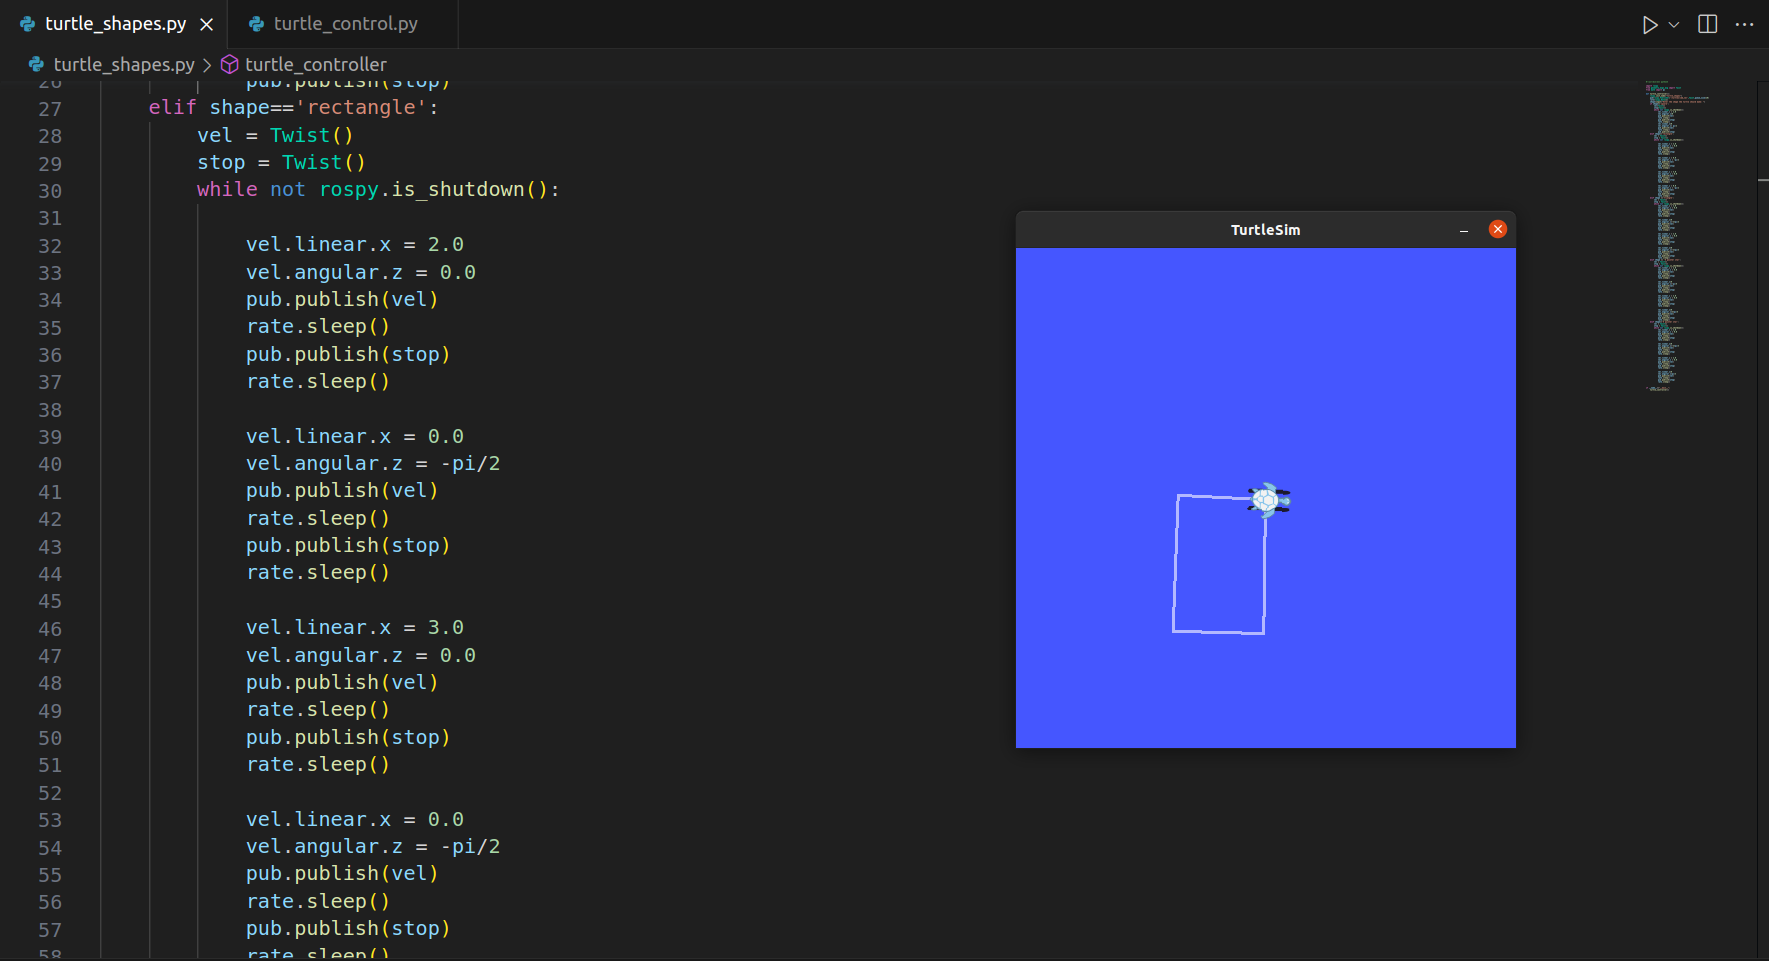 turtle_shapes.py
turtle_control.py
turtle_shapes.py > turtle_controller
26 pub.publish(stop)
27 elif shape=='rectangle':
28 vel = Twist()
29 stop = Twist()
30 while not rospy.is_shutdown():
31
32 vel.linear.x = 2.0
33 vel.angular.z = 0.0
34 pub.publish(vel)
35 rate.sleep()
36 pub.publish(stop)
37 rate.sleep()
38
39 vel.linear.x = 0.0
40 vel.angular.z = -pi/2
41 pub.publish(vel)
42 rate.sleep()
43 pub.publish(stop)
44 rate.sleep()
45
46 vel.linear.x = 3.0
47 vel.angular.z = 0.0
48 pub.publish(vel)
49 rate.sleep()
50 pub.publish(stop)
51 rate.sleep()
52
53 vel.linear.x = 0.0
54 vel.angular.z = -pi/2
55 pub.publish(vel)
56 rate.sleep()
57 pub.publish(stop)
58 rate.sleep()
TurtleSim